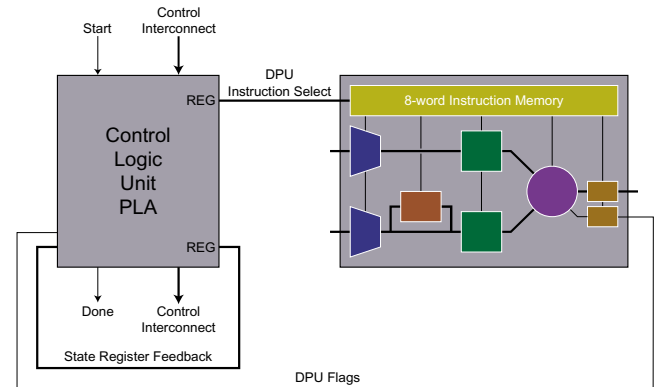 Start
Control
Interconnect
DPU
Instruction Select
REG
8-word Instruction Memory
Control
Logic
Unit
PLA
REG
Done
Control
Interconnect
State Register Feedback
DPU Flags